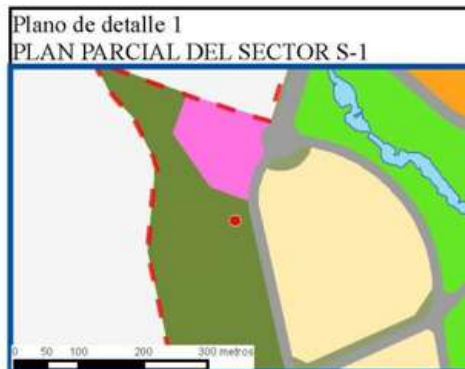 Plano de detalle 1
PLAN PARCIAL DEL SECTOR S-1
0 50 100 200 300 metros